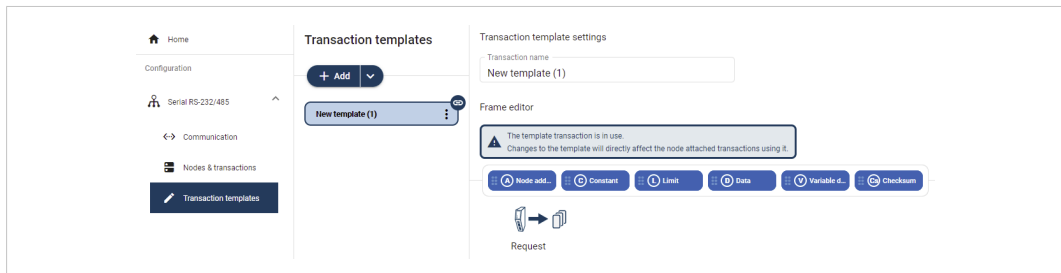 Home
Configuration
Serial RS-232/485
Communication
Nodes & transactions
Transaction templates
Transaction templates
+ Add
New template (1)
Transaction template settings
Transaction name
New template (1)
Frame editor
The template transaction is in use.
Changes to the template will directly affect the node attached transactions using it.
A Node add... C Constant L Limit D Data V Variable d... Cs Checksum
Request